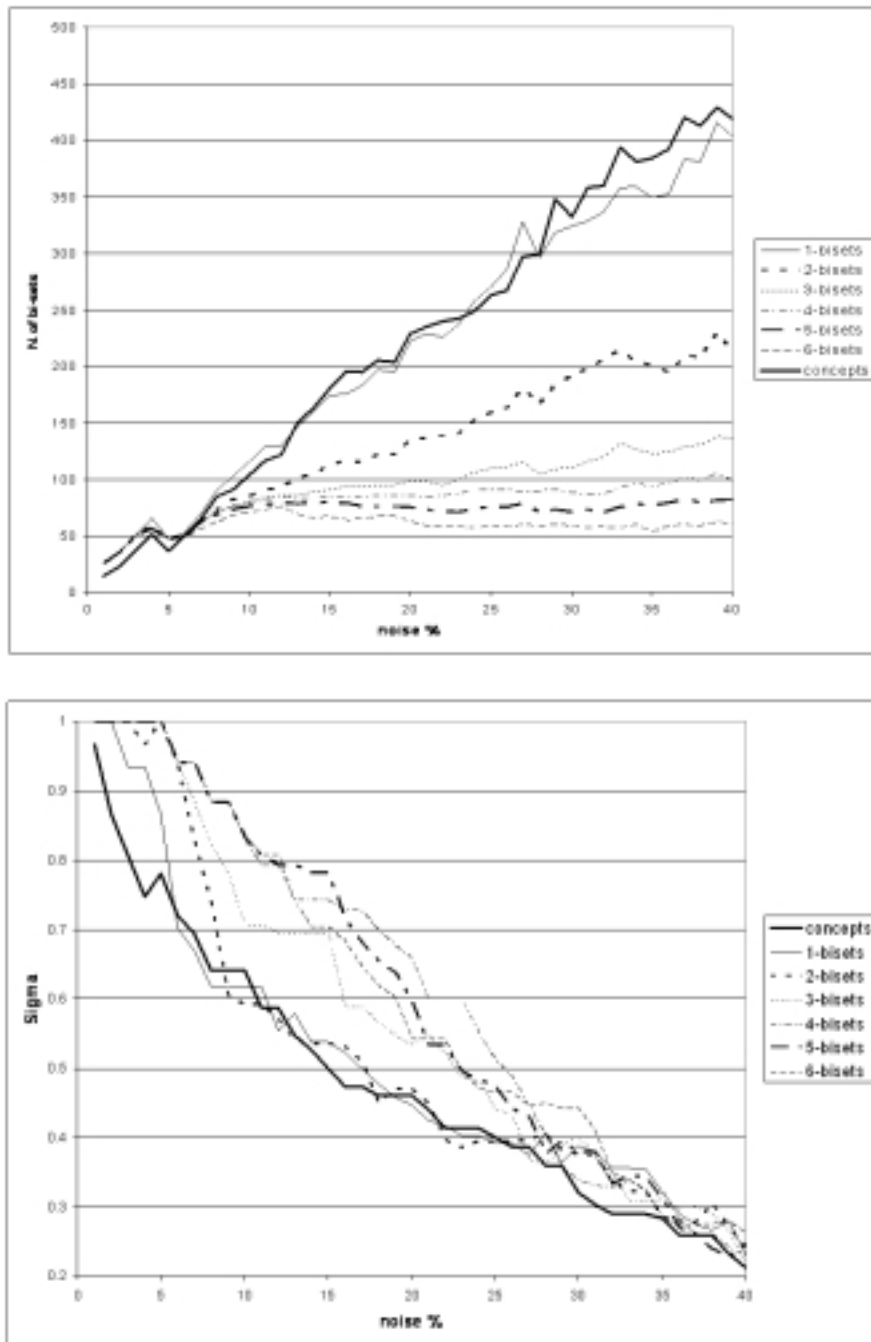 500
450
400
350
300
250
200
150
100
50
0
N. of bi-sets
0 5 10 15 20 25 30 35 40
noise %
1-bisets
2-bisets
3-bisets
4-bisets
5-bisets
6-bisets
concepts
1
0.9
0.8
0.7
0.6
0.5
0.4
0.3
0.2
Sigma
0 5 10 15 20 25 30 35 40
noise %
concepts
1-bisets
2-bisets
3-bisets
4-bisets
5-bisets
6-bisets